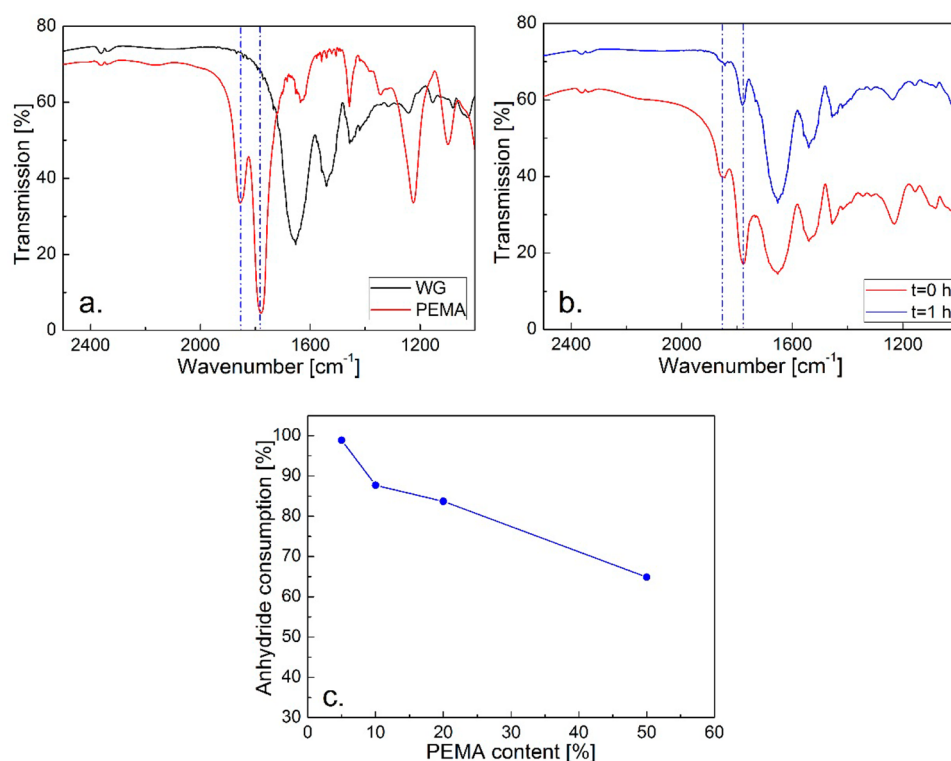 80
60
40
20
0
Transmission [%]
a.
WG
PEMA
2400
2000
1600
1200
Wavenumber [cm⁻¹]
80
60
40
20
0
Transmission [%]
b.
t=0 h
t=1 h
2400
2000
1600
1200
Wavenumber [cm⁻¹]
100
90
80
70
60
50
40
30
Anhydride consumption [%]
c.
0 10 20 30 40 50 60
PEMA content [%]